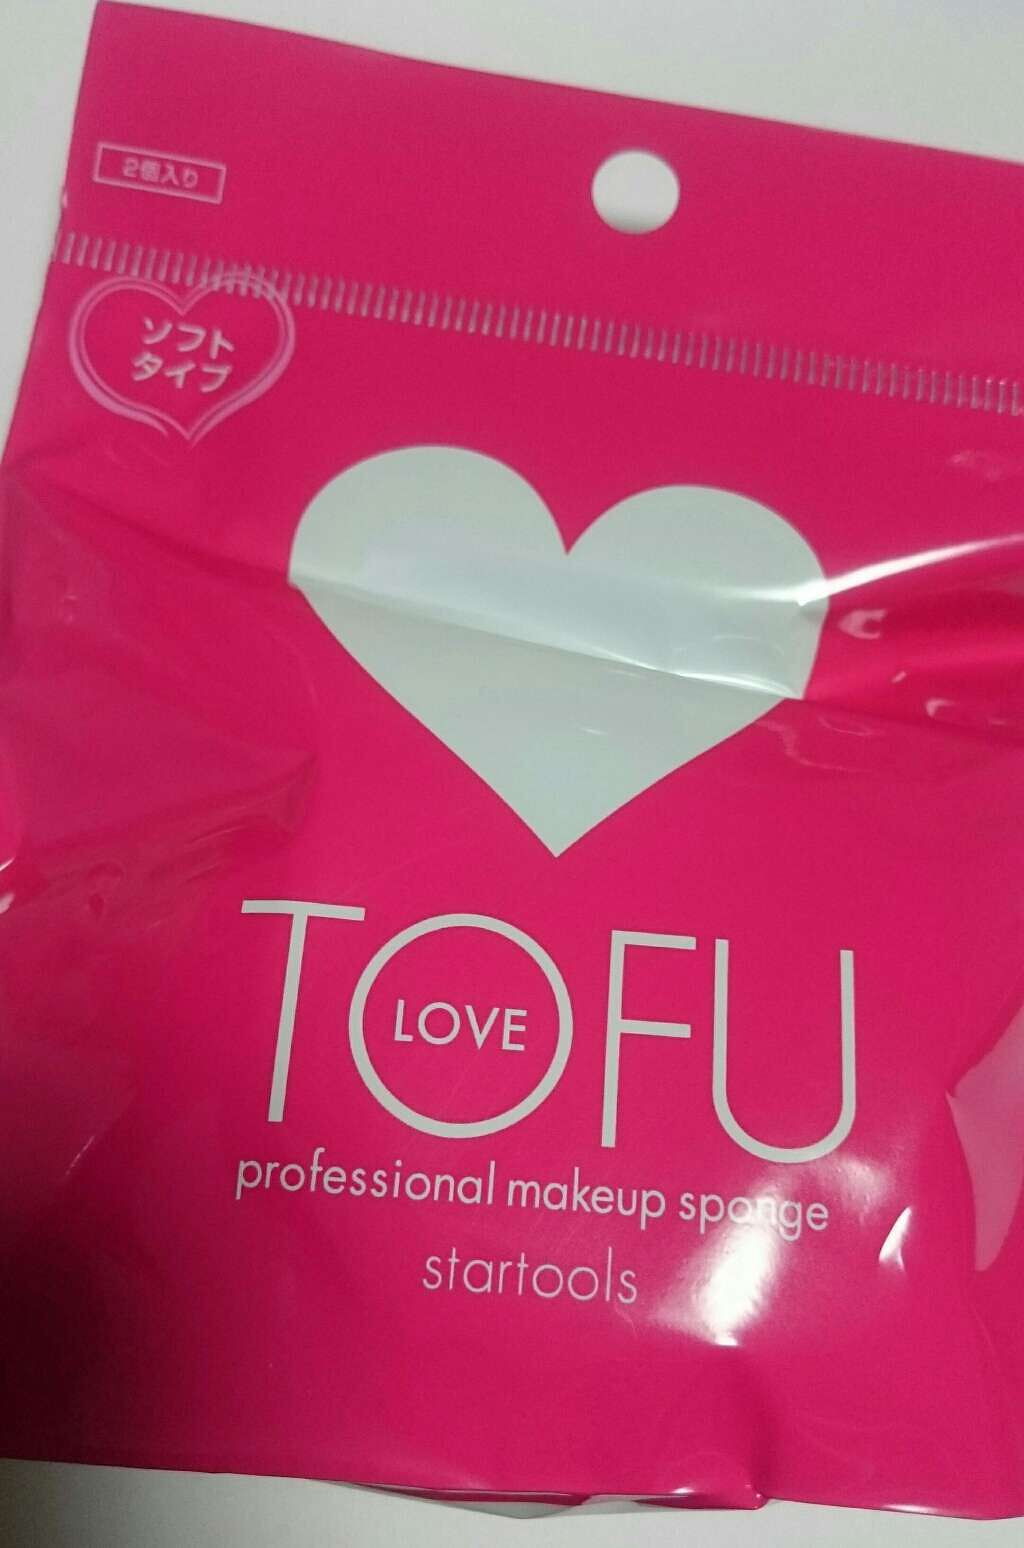 2個入り
ソフト
タイプ
TOFU
LOVE
professional makeup sponge
startools